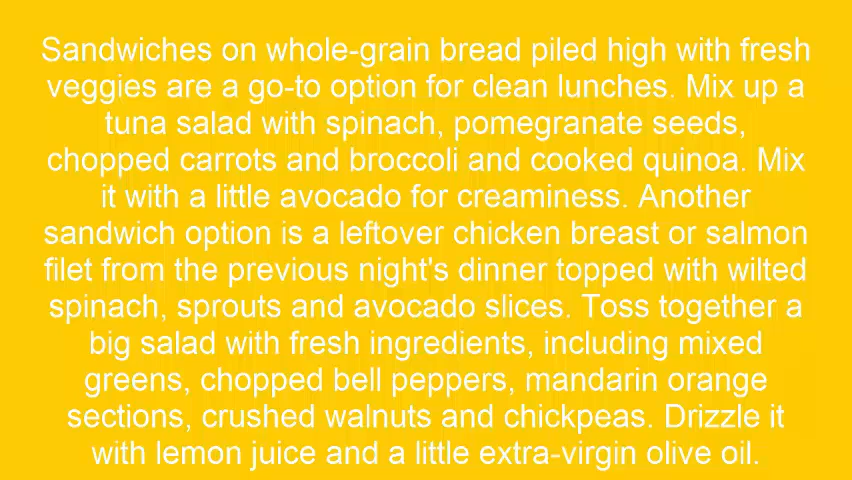 Sandwiches on whole-grain bread piled high with fresh
veggies are a go-to option for clean lunches. Mix up a
tuna salad with spinach, pomegranate seeds,
chopped carrots and broccoli and cooked quinoa. Mix
it with a little avocado for creaminess. Another
sandwich option is a leftover chicken breast or salmon
filet from the previous night's dinner topped with wilted
spinach, sprouts and avocado slices. Toss together a
big salad with fresh ingredients, including mixed
greens, chopped bell peppers, mandarin orange
sections, crushed walnuts and chickpeas. Drizzle it
with lemon juice and a little extra-virgin olive oil.